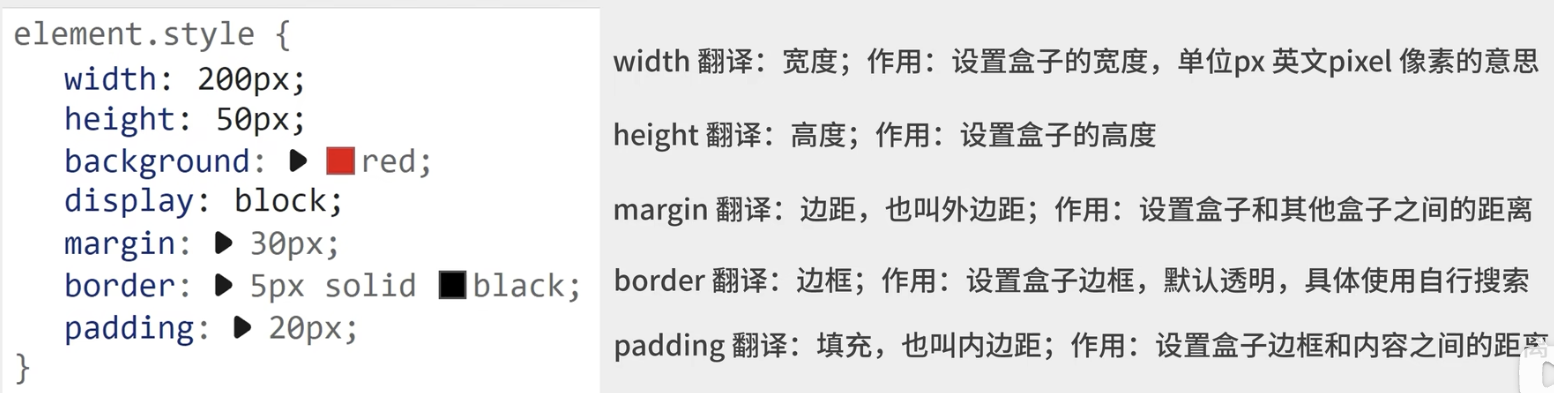 element.style {
width: 200px;
height: 50px;
background: red;
display: block;
margin: 30px;
border: 5px solid black;
padding: 20px;
}
width 翻译：宽度；作用：设置盒子的宽度，单位px 英文pixel 像素的意思
height 翻译：高度；作用：设置盒子的高度
margin 翻译：边距，也叫外边距；作用：设置盒子和其他盒子之间的距离
border 翻译：边框；作用：设置盒子边框，默认透明，具体使用自行搜索
padding 翻译：填充，也叫内边距；作用：设置盒子边框和内容之间的距离